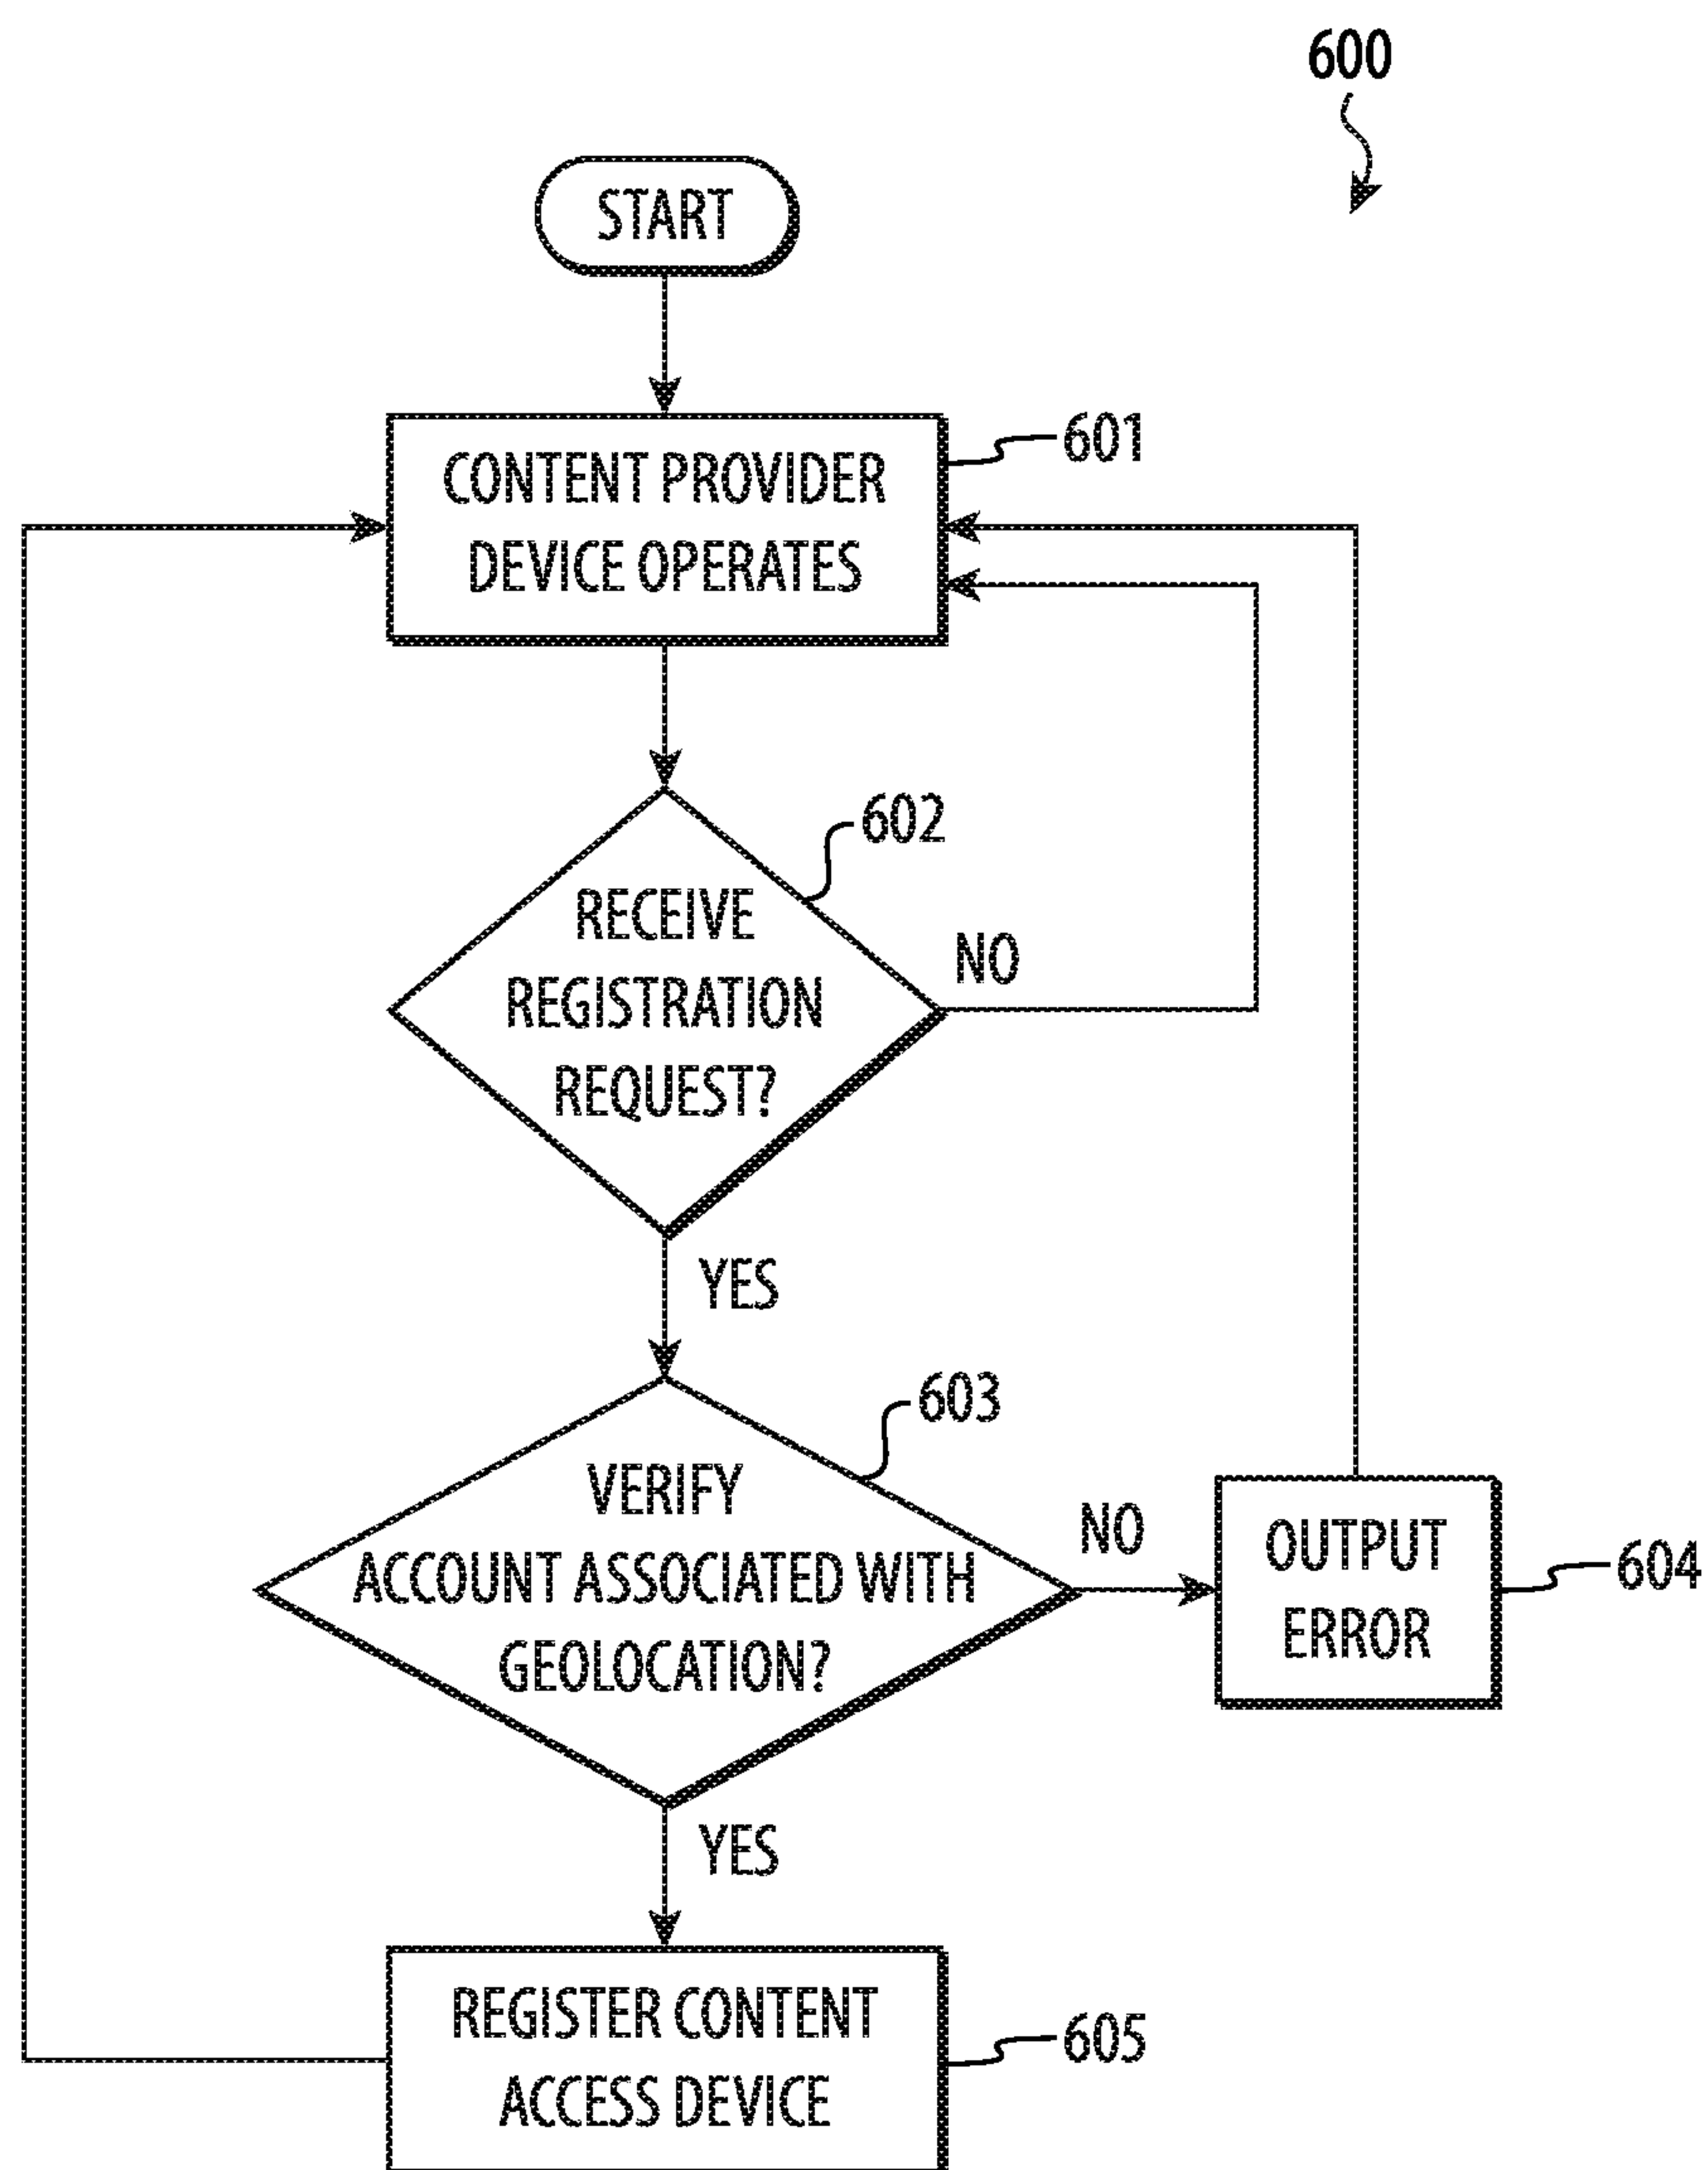 600
START
CONTENT PROVIDER
DEVICE OPERATES
601
602
RECEIVE
REGISTRATION
REQUEST?
NO
YES
603
VERIFY
ACCOUNT ASSOCIATED WITH
GEOLOCATION?
NO
OUTPUT
ERROR
604
YES
REGISTER CONTENT
ACCESS DEVICE
605